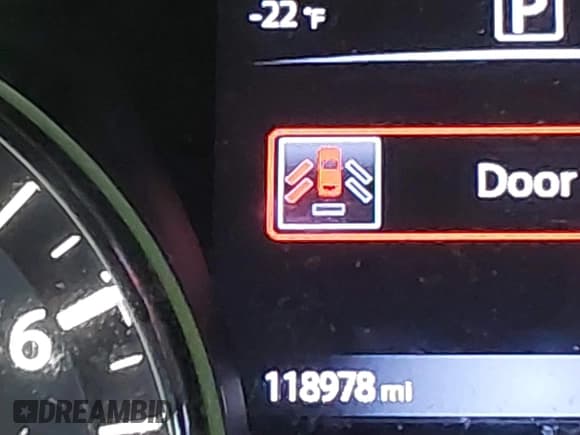 -22 °F
P
Door
118978 mi
6
DREAMBID